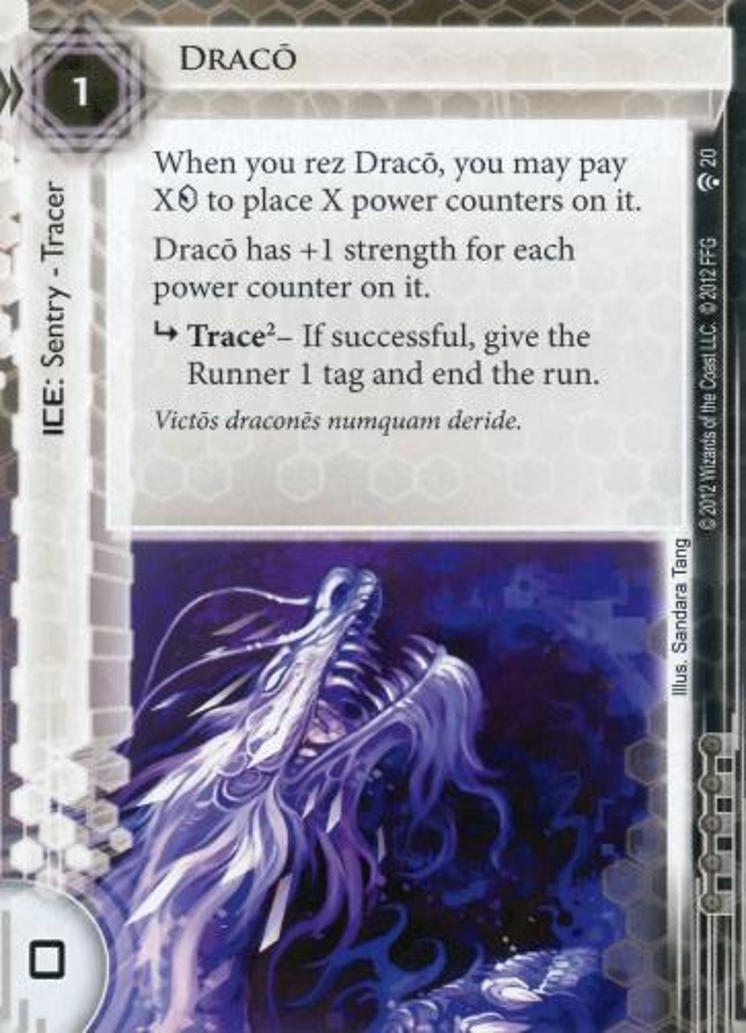 DRACŌ
1
When you rez Dracō, you may pay
X to place X power counters on it.
Dracō has +1 strength for each
power counter on it.
Trace²– If successful, give the
Runner 1 tag and end the run.
Victōs draconēs numquam deride.
ICE: Sentry - Tracer
20
© 2012 Wizards of the Coast LLC. © 2012 FFG
Illus. Sandara Tang
0